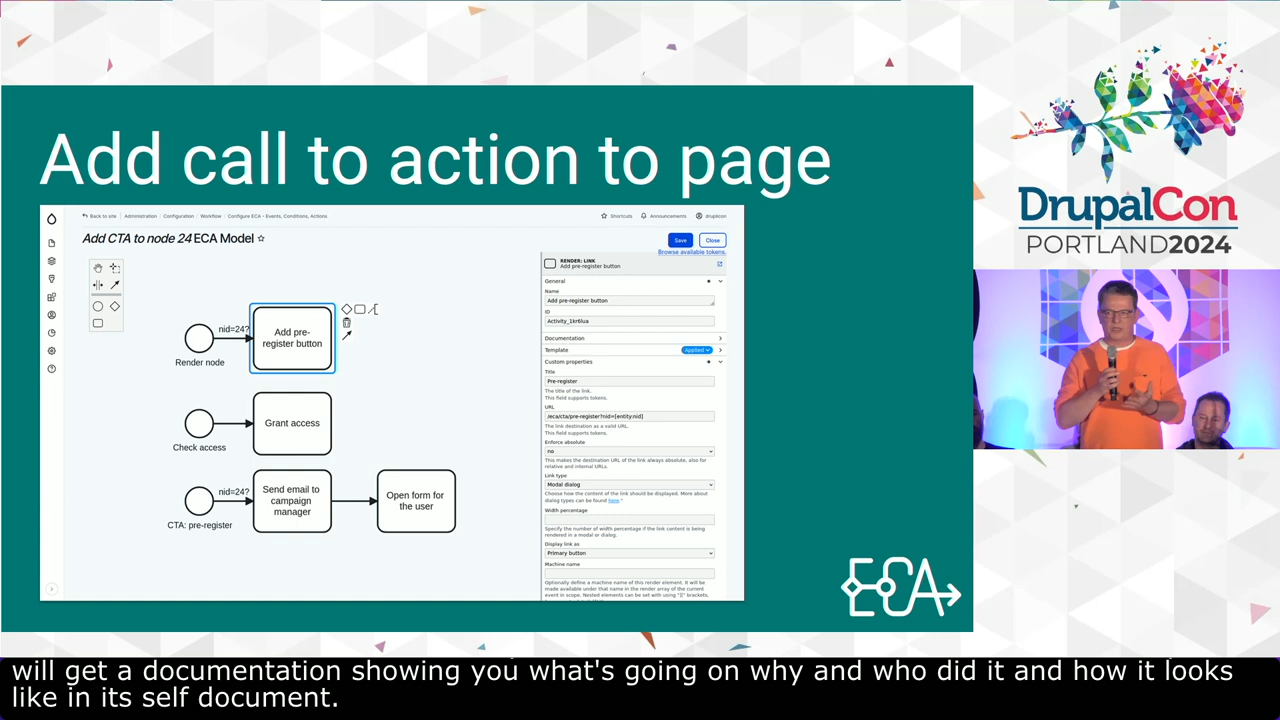 Add call to action to page
Back to site Administration Configuration Workflow Configure ECA - Events, Conditions, Actions
Shortcuts Announcements drupicon
Add CTA to node 24 ECA Model
Save Close
Browse available tokens.
RENDER: LINK
Add pre-register button
General
Name
Add pre-register button
ID
Activity_1kr6lua
Documentation
Template Applied
Custom properties
Title
Pre-register
The title of the link.
This field supports tokens.
URL
/eca/cta/pre-register?nid=[entity:nid]
The link destination as a valid URL.
This field supports tokens.
Enforce absolute
no
This makes the destination URL of the link always absolute, also for
relative and internal URLs.
Link type
Modal dialog
Choose how the content of the link should be displayed. More about
dialog types can be found here."
Width percentage
Specify the number of width percentage if the link content is being
rendered in a modal or dialog.
Display link as
Primary button
Machine name
Optionally define a machine name of this render element. It will be
made available under that name in the render array of the current
event in scope. Nested elements can be set with using "][" brackets,
nid=24?
Add pre-
register button
Render node
Grant access
Check access
nid=24?
Send email to
campaign
manager
Open form for
the user
CTA: pre-register
ECA
DrupalCon
PORTLAND2024
will get a documentation showing you what's going on why and who did it and how it looks
like in its self document.